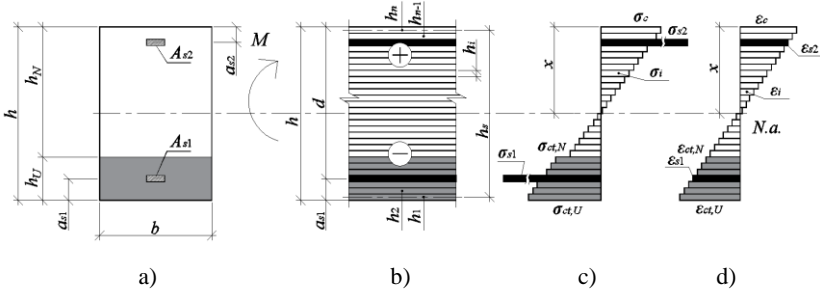 h
h_N
h_U
a_s1
b
A_s2
A_s1
a_s2
M
h
d
a_s1
h_n
h_n-1
h_i
h_s
h_2
h_1
σ_c
σ_s2
x
σ_i
σ_ct,N
σ_s1
σ_ct,U
ε_c
ε_s2
x
ε_i
N.a.
ε_ct,N
ε_s1
ε_ct,U
+
−
a)
b)
c)
d)